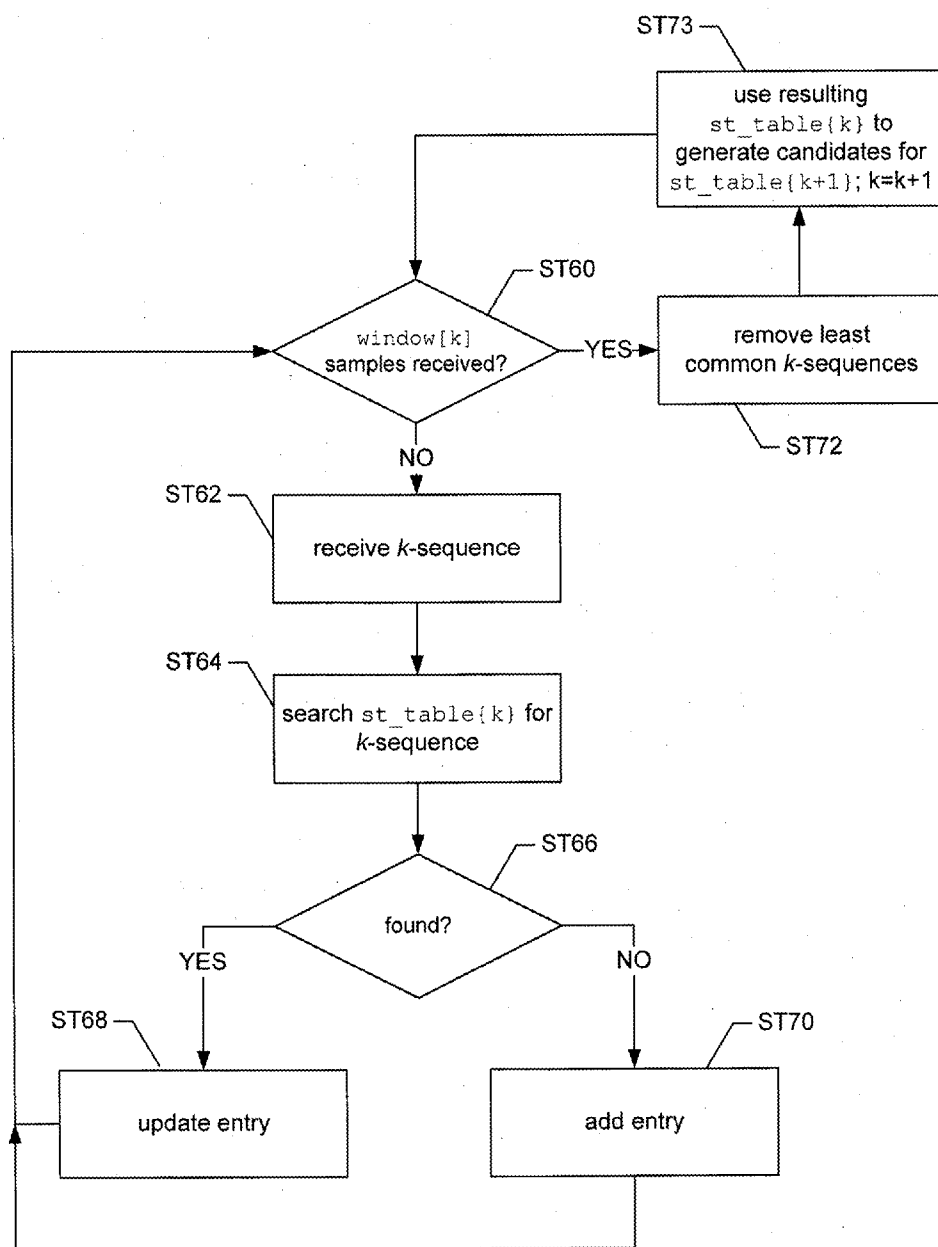 ST73
use resulting
st_table{k} to
generate candidates for
st_table{k+1}; k=k+1
ST60
window[k]
samples received?
YES
remove least
common k-sequences
ST72
NO
ST62
receive k-sequence
ST64
search st_table{k} for
k-sequence
ST66
found?
YES
NO
ST68
ST70
update entry
add entry